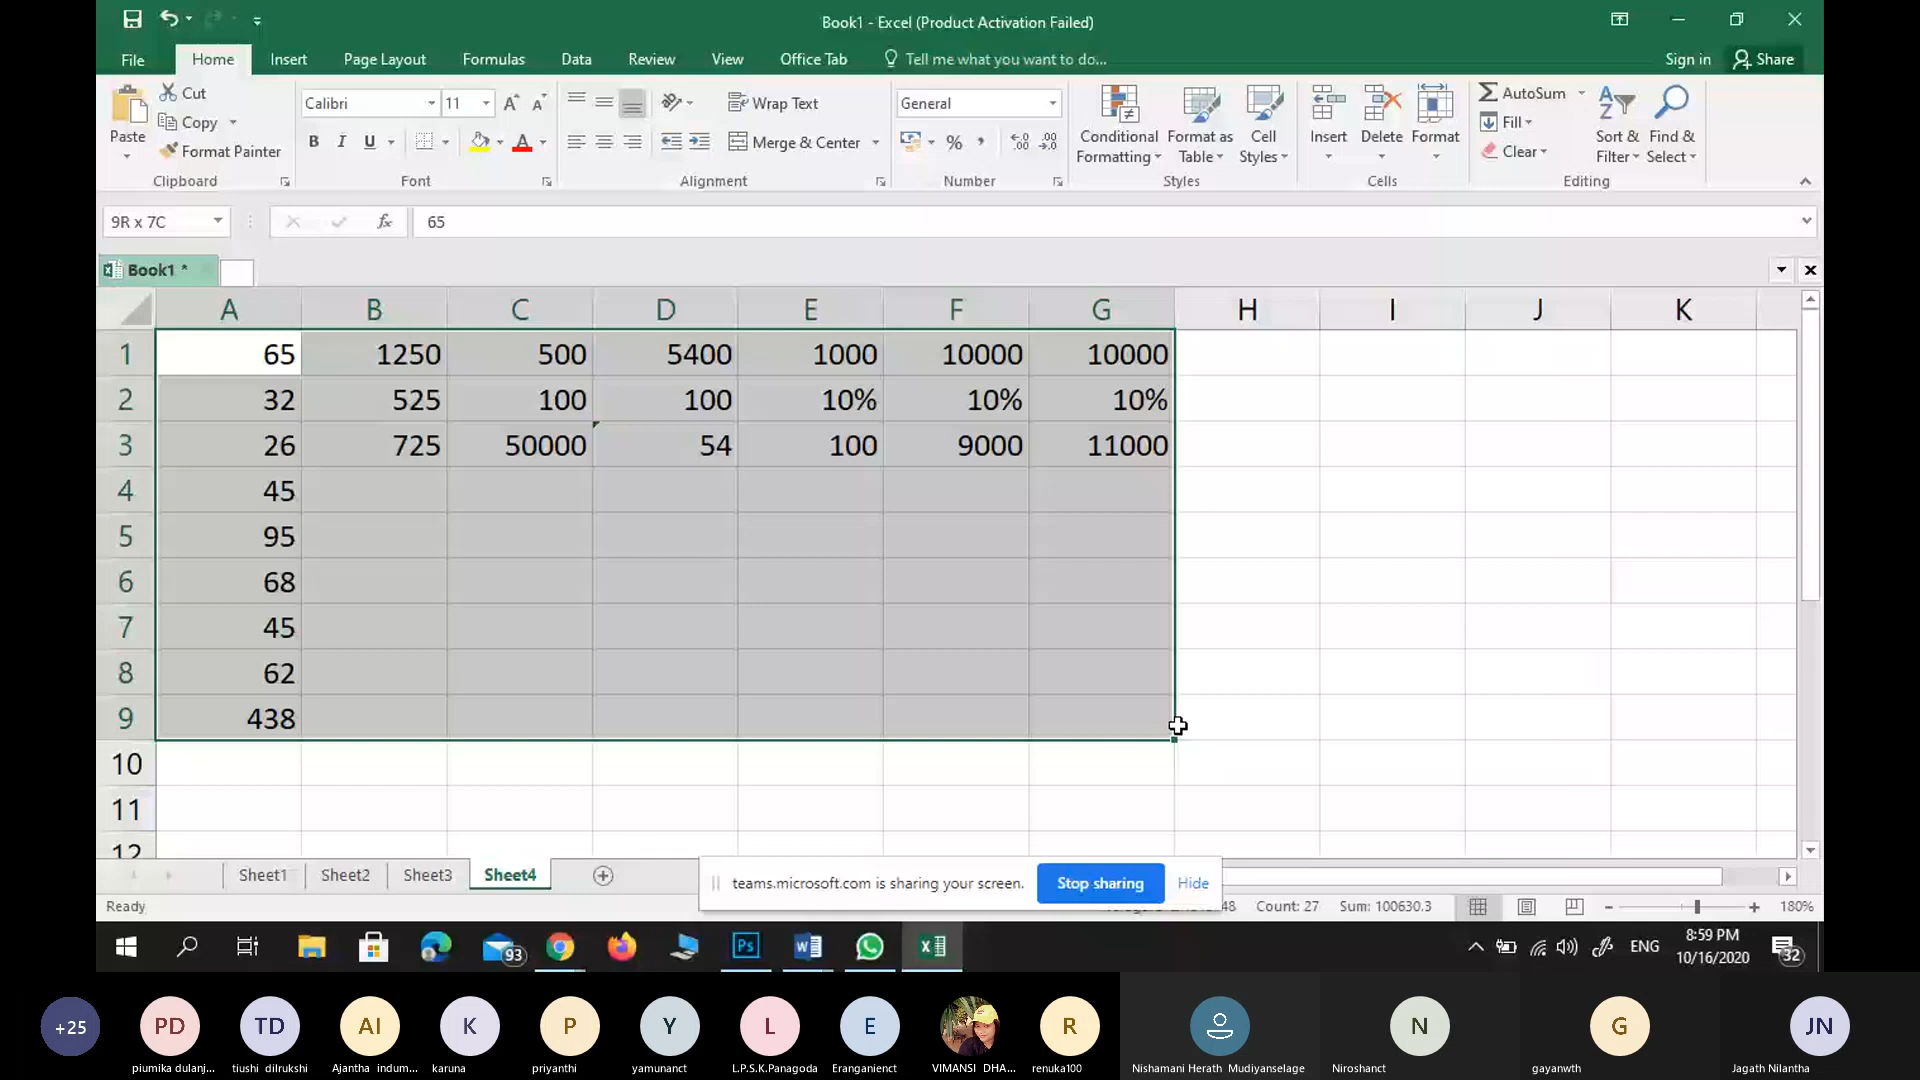 Book1 - Excel (Product Activation Failed)
File Home Insert Page Layout Formulas Data Review View Office Tab Tell me what you want to do... Sign in Share
Paste
Cut
Copy
Format Painter
Clipboard
Calibri 11
B I U
Font
Wrap Text
Merge & Center
Alignment
General
%
Number
Conditional Formatting
Format as Table
Cell Styles
Styles
Insert Delete Format
Cells
AutoSum
Fill
Clear
Sort & Filter
Find & Select
Editing
9R x 7C fx 65
Book1 *
A B C D E F G H I J K
1 65 1250 500 5400 1000 10000 10000
2 32 525 100 100 10% 10% 10%
3 26 725 50000 54 100 9000 11000
4 45
5 95
6 68
7 45
8 62
9 438
10
11
12
Sheet1 Sheet2 Sheet3 Sheet4
teams.microsoft.com is sharing your screen. Stop sharing Hide
Ready 48 Count: 27 Sum: 100630.3 180%
93 Ps ENG 8:59 PM
10/16/2020 32
+25 PD TD AI K P Y L E R N G JN
piumika dulanj... tiushi dilrukshi Ajantha indum... karuna priyanthi yamunanct L.P.S.K.Panagoda Eranganienct VIMANSI DHA... renuka100 Nishamani Herath Mudiyanselage Niroshanct gayanwth Jagath Nilantha